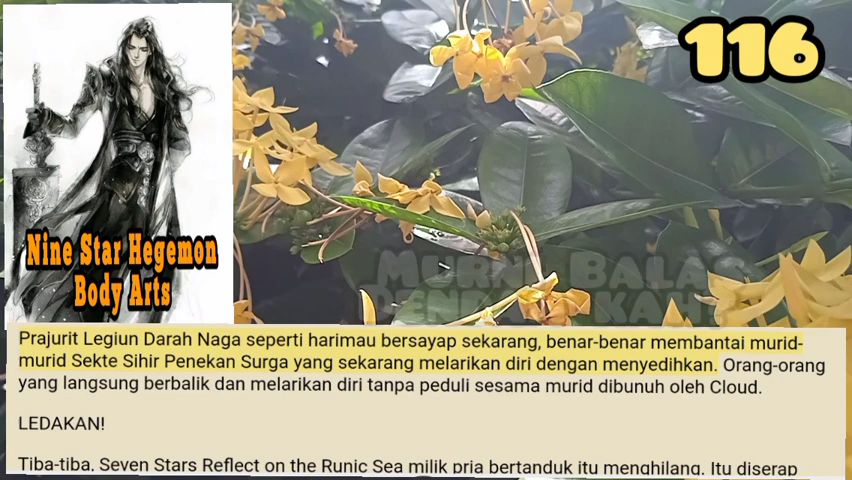 116
Nine Star Hegemon
Body Arts
Murni Balas
Prajurit Legiun Darah Naga seperti harimau bersayap sekarang, benar-benar membantai murid-
murid Sekte Sihir Penekan Surga yang sekarang melarikan diri dengan menyedihkan. Orang-orang
yang langsung berbalik dan melarikan diri tanpa peduli sesama murid dibunuh oleh Cloud.
LEDAKAN!
Tiba-tiba, Seven Stars Reflect on the Runic Sea milik pria bertanduk itu menghilang. Itu diserap